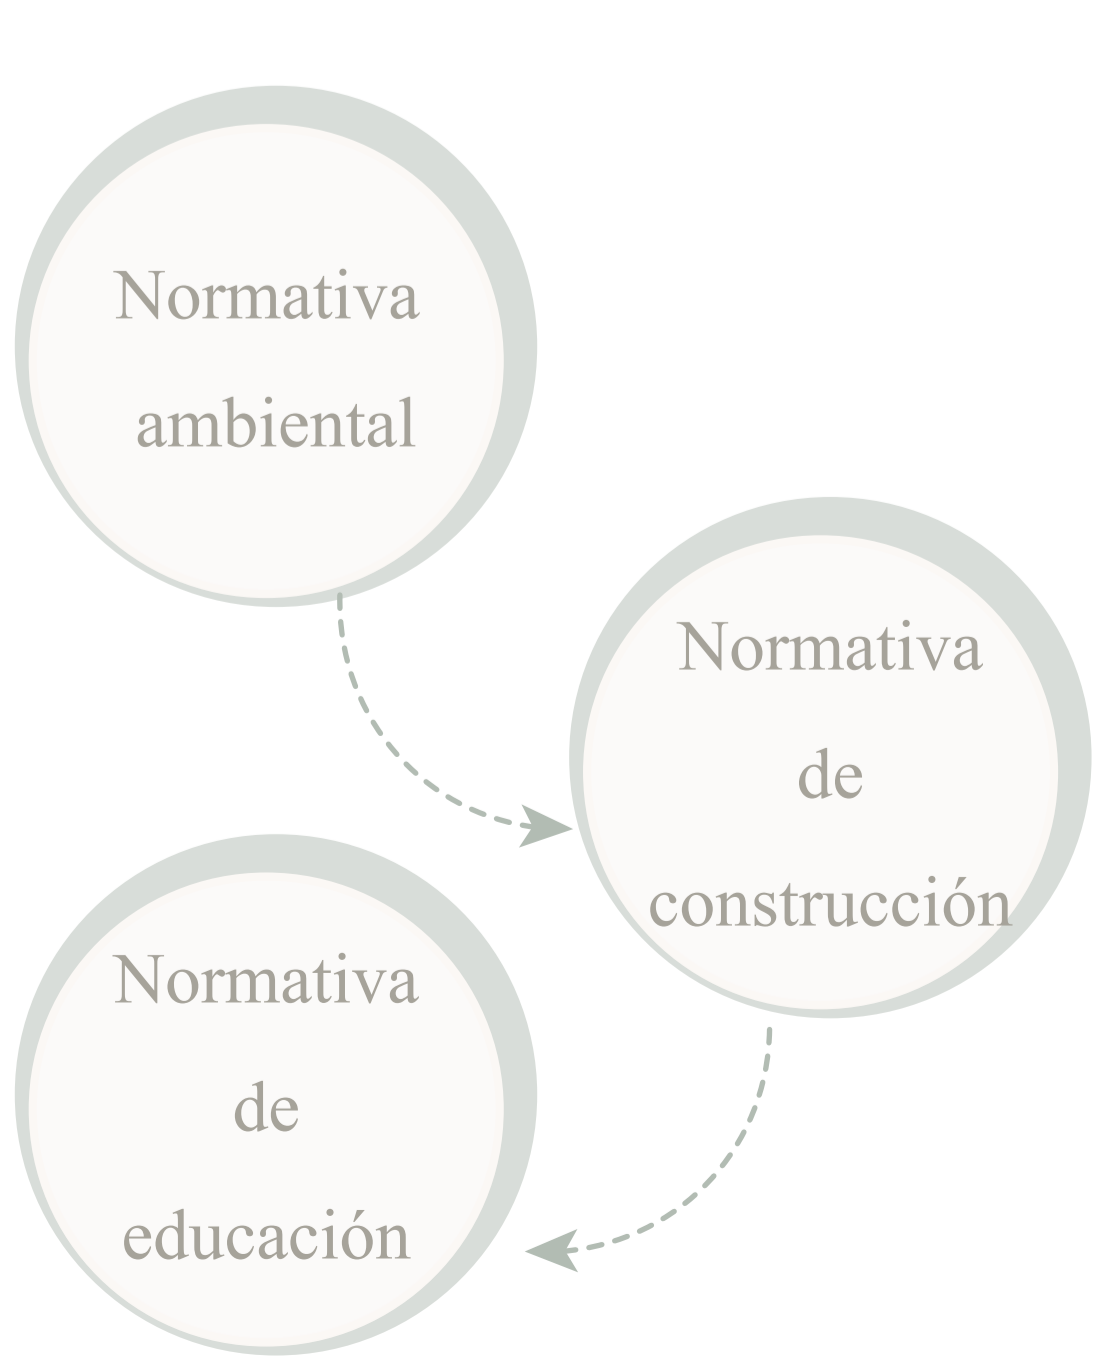 Normativa
ambiental
Normativa
de
construcción
Normativa
de
educación